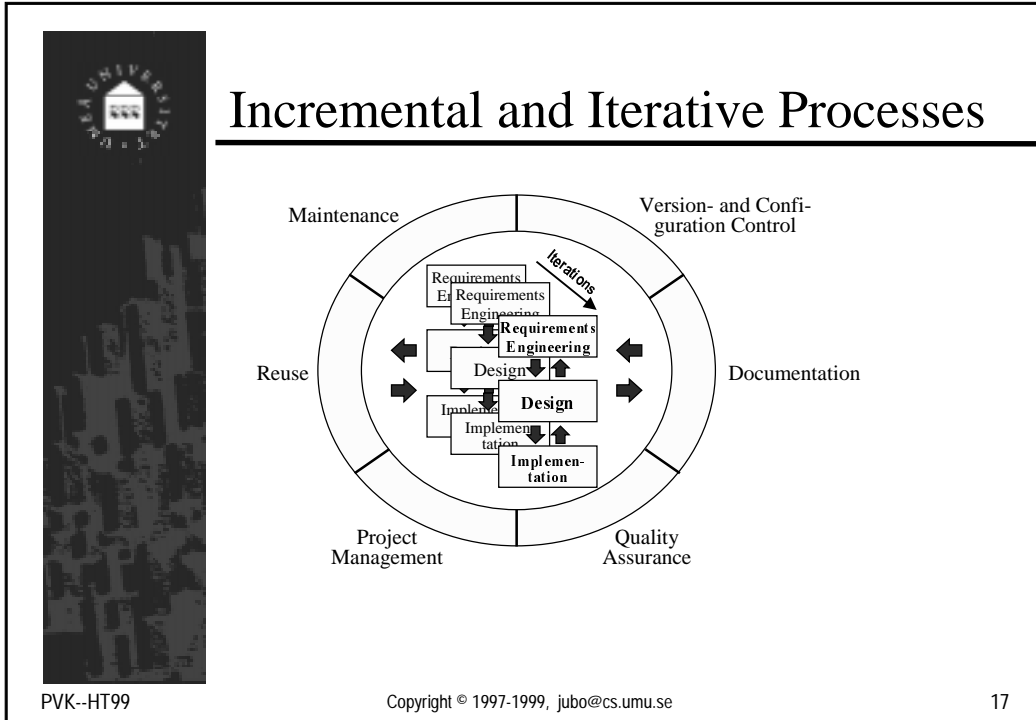 UMEÅ UNIVERSITET
Incremental and Iterative Processes
Maintenance
Version- and Confi-
guration Control
Iterations
Requirements
Requirements
Engineering
Requirements
Engineering
Reuse
Design
Documentation
Design
Implemen-
tation
Implemen-
tation
Project
Management
Quality
Assurance
PVK--HT99
Copyright © 1997-1999, jubo@cs.umu.se
17